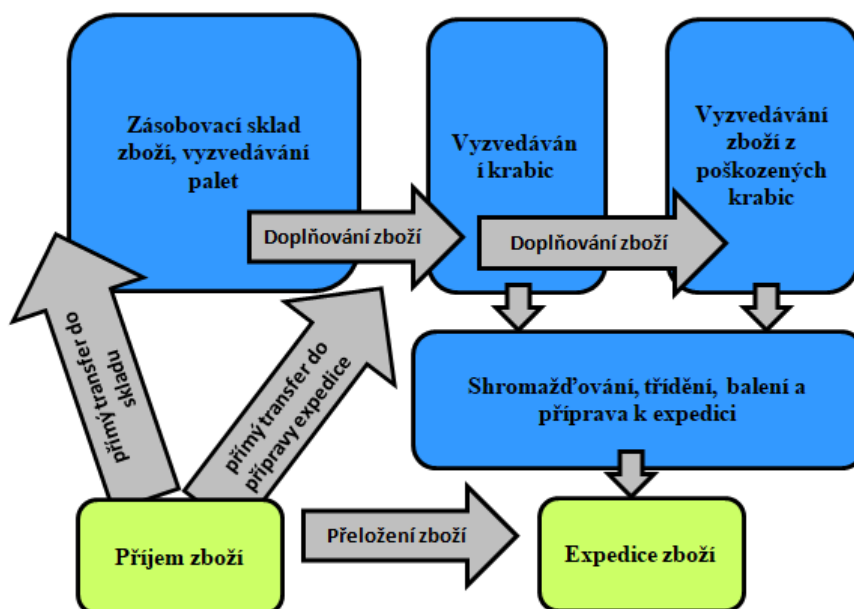 Zásobovací sklad
zboží, vyzvedávání
palet
Vyzvedáván
í krabic
Vyzvedávání
zboží z
poškozených
krabic
Doplňování zboží
Doplňování zboží
přímý transfer do
skladu
přímý transfer do
přípravy expedice
Shromažďování, třídění, balení a
příprava k expedici
Příjem zboží
Přeložení zboží
Expedice zboží